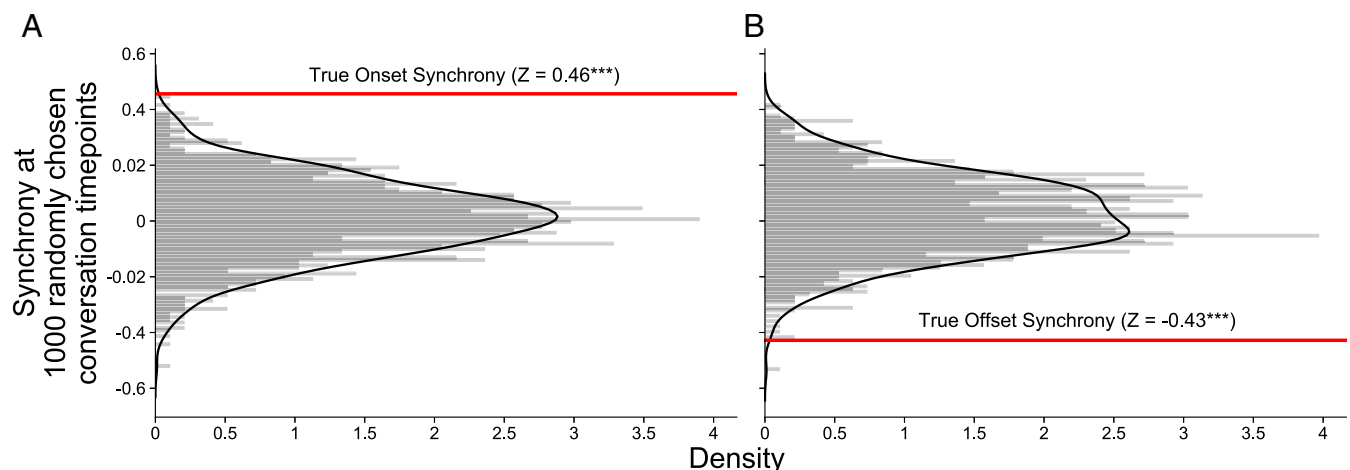 A
B
True Onset Synchrony (Z = 0.46***)
True Offset Synchrony (Z = -0.43***)
Synchrony at
1000 randomly chosen
conversation timepoints
0.6
0.4
0.02
0
-0.02
-0.4
-0.6
0 0.5 1 1.5 2 2.5 3 3.5 4
0 0.5 1 1.5 2 2.5 3 3.5 4
Density